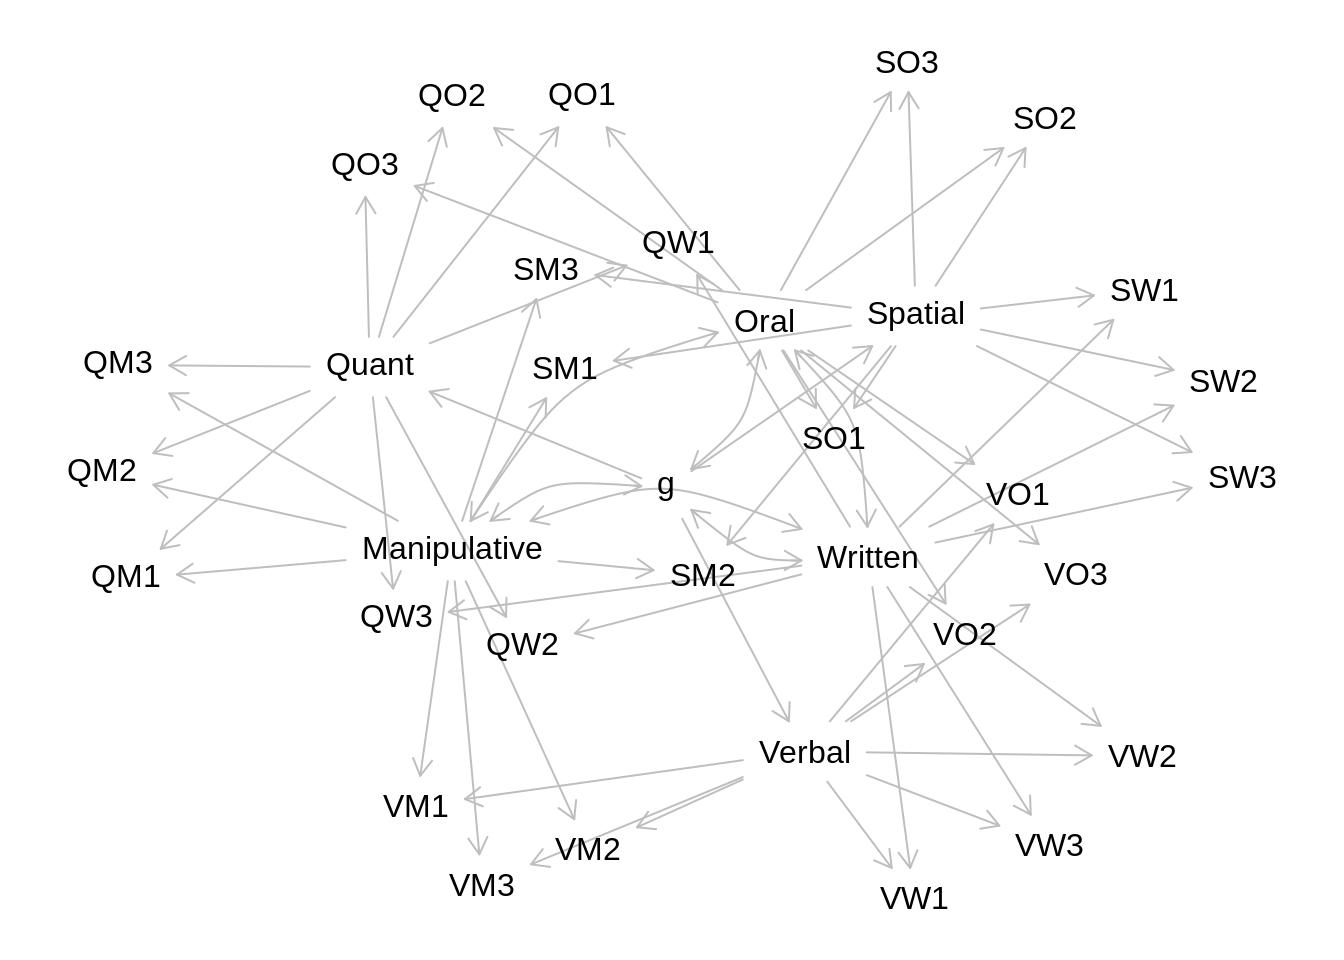 SO3
QO2
QO1
SO2
QO3
QW1
SM3
SW1
Spatial
Oral
QM3
Quant
SM1
SW2
SO1
QM2
SW3
g
VO1
Manipulative
Written
QM1
SM2
VO3
QW3
VO2
QW2
Verbal
VW2
VM1
VW3
VM2
VM3
VW1